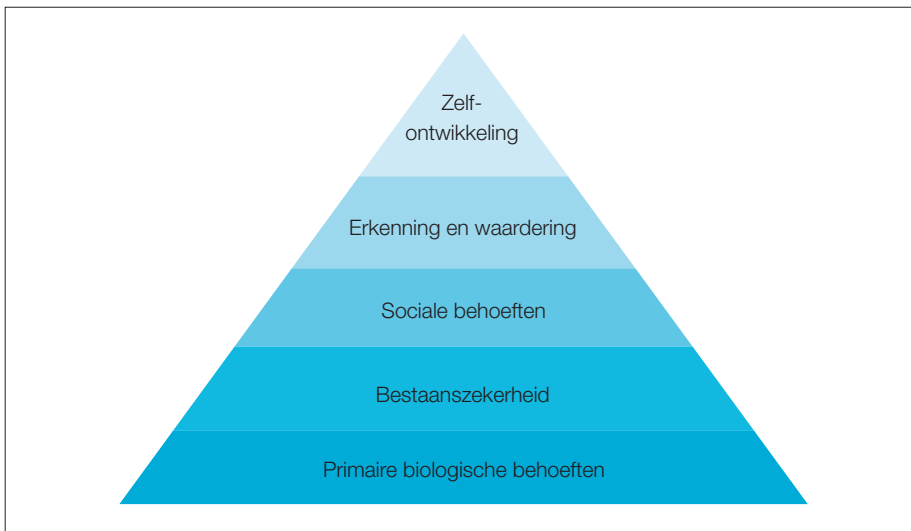 Zelf-
ontwikkeling
Erkenning en waardering
Sociale behoeften
Bestaanszekerheid
Primaire biologische behoeften